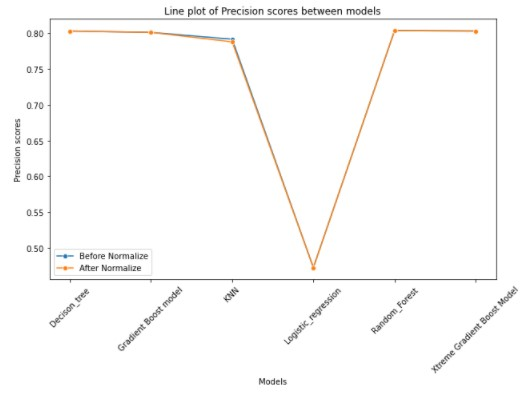 Line plot of Precision scores between models
0.80
0.75
0.70
0.65
0.60
0.55
0.50
Precision scores
Before Normalize
After Normalize
Decison_tree
Gradient Boost model
KNN
Logistic_regression
Random_Forest
Xtreme Gradient Boost Model
Models